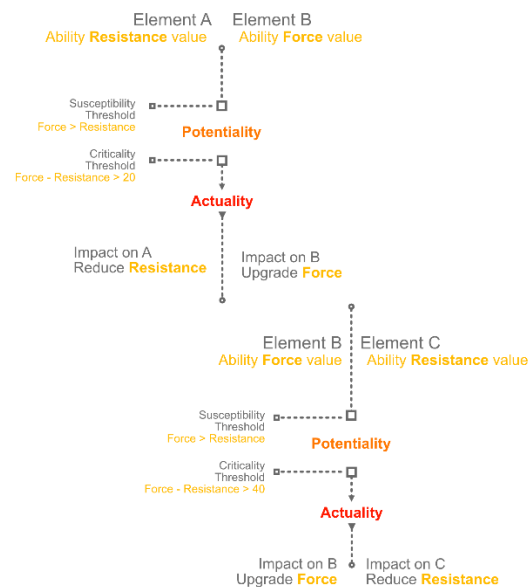 Element A Element B
Ability Resistance value Ability Force value
Susceptibility
Threshold
Force > Resistance
Potentiality
Criticality
Threshold
Force - Resistance > 20
Actuality
Impact on A
Reduce Resistance
Impact on B
Upgrade Force
Element B Element C
Ability Force value Ability Resistance value
Susceptibility
Threshold
Force > Resistance
Potentiality
Criticality
Threshold
Force - Resistance > 40
Actuality
Impact on B
Upgrade Force
Impact on C
Reduce Resistance